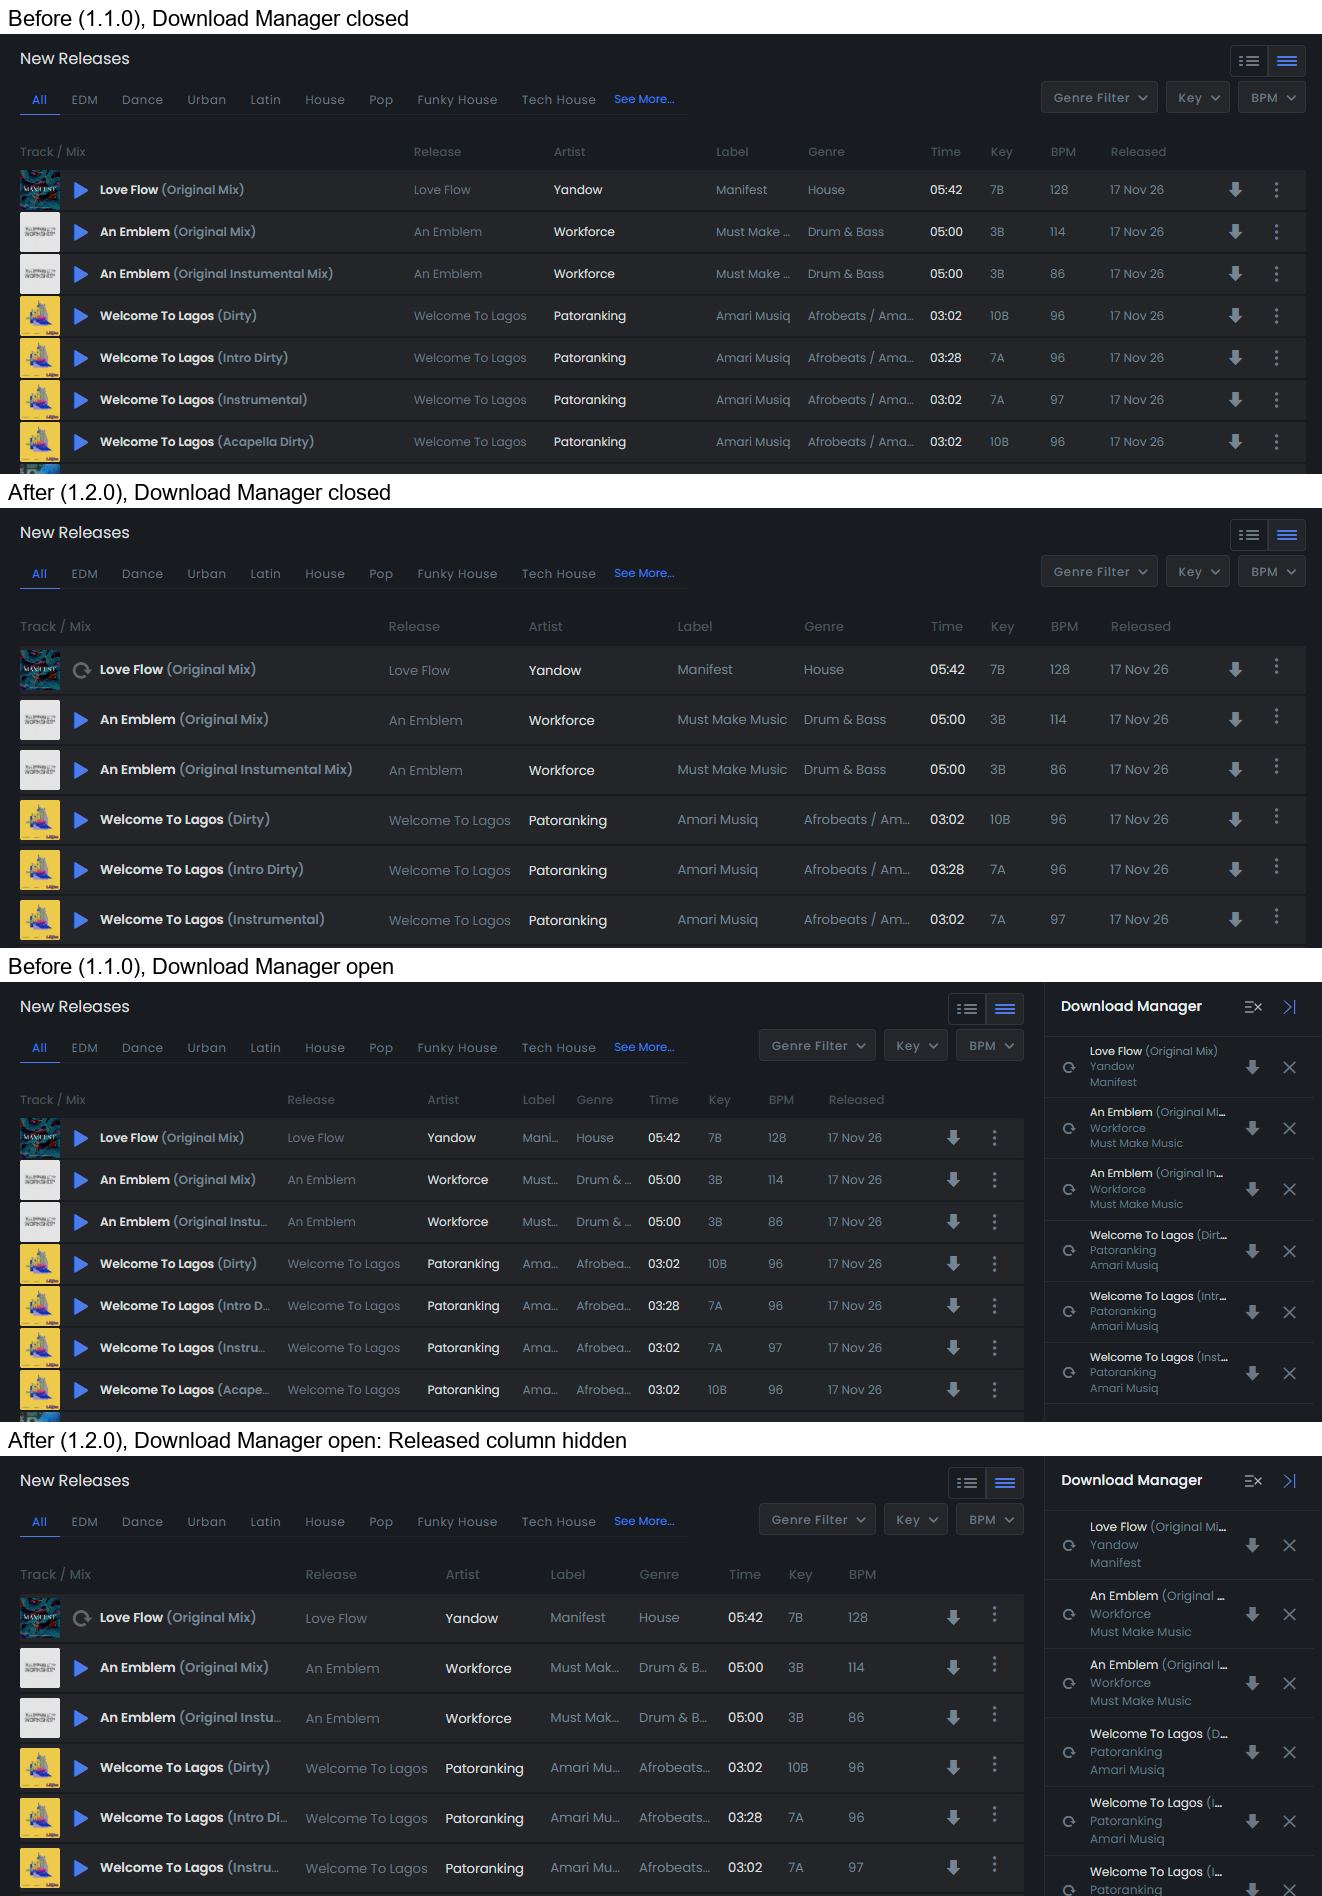 Before (1.1.0), Download Manager closed
New Releases
All EDM Dance Urban Latin House Pop Funky House Tech House See More... Genre Filter Key BPM
Track / Mix Release Artist Label Genre Time Key BPM Released
Love Flow (Original Mix) Love Flow Yandow Manifest House 05:42 7B 128 17 Nov 26
An Emblem (Original Mix) An Emblem Workforce Must Make ... Drum & Bass 05:00 3B 114 17 Nov 26
An Emblem (Original Instumental Mix) An Emblem Workforce Must Make ... Drum & Bass 05:00 3B 86 17 Nov 26
Welcome To Lagos (Dirty) Welcome To Lagos Patoranking Amari Musiq Afrobeats / Ama... 03:02 10B 96 17 Nov 26
Welcome To Lagos (Intro Dirty) Welcome To Lagos Patoranking Amari Musiq Afrobeats / Ama... 03:28 7A 96 17 Nov 26
Welcome To Lagos (Instrumental) Welcome To Lagos Patoranking Amari Musiq Afrobeats / Ama... 03:02 7A 97 17 Nov 26
Welcome To Lagos (Acapella Dirty) Welcome To Lagos Patoranking Amari Musiq Afrobeats / Ama... 03:02 10B 96 17 Nov 26
After (1.2.0), Download Manager closed
New Releases
All EDM Dance Urban Latin House Pop Funky House Tech House See More... Genre Filter Key BPM
Track / Mix Release Artist Label Genre Time Key BPM Released
Love Flow (Original Mix) Love Flow Yandow Manifest House 05:42 7B 128 17 Nov 26
An Emblem (Original Mix) An Emblem Workforce Must Make Music Drum & Bass 05:00 3B 114 17 Nov 26
An Emblem (Original Instumental Mix) An Emblem Workforce Must Make Music Drum & Bass 05:00 3B 86 17 Nov 26
Welcome To Lagos (Dirty) Welcome To Lagos Patoranking Amari Musiq Afrobeats / Am... 03:02 10B 96 17 Nov 26
Welcome To Lagos (Intro Dirty) Welcome To Lagos Patoranking Amari Musiq Afrobeats / Am... 03:28 7A 96 17 Nov 26
Welcome To Lagos (Instrumental) Welcome To Lagos Patoranking Amari Musiq Afrobeats / Am... 03:02 7A 97 17 Nov 26
Before (1.1.0), Download Manager open
New Releases
All EDM Dance Urban Latin House Pop Funky House Tech House See More... Genre Filter Key BPM
Track / Mix Release Artist Label Genre Time Key BPM Released
Love Flow (Original Mix) Love Flow Yandow Mani... House 05:42 7B 128 17 Nov 26
An Emblem (Original Mix) An Emblem Workforce Must... Drum & ... 05:00 3B 114 17 Nov 26
An Emblem (Original Instu... An Emblem Workforce Must... Drum & ... 05:00 3B 86 17 Nov 26
Welcome To Lagos (Dirty) Welcome To Lagos Patoranking Ama... Afrobea... 03:02 10B 96 17 Nov 26
Welcome To Lagos (Intro D... Welcome To Lagos Patoranking Ama... Afrobea... 03:28 7A 96 17 Nov 26
Welcome To Lagos (Instru... Welcome To Lagos Patoranking Ama... Afrobea... 03:02 7A 97 17 Nov 26
Welcome To Lagos (Acape... Welcome To Lagos Patoranking Ama... Afrobea... 03:02 10B 96 17 Nov 26
Download Manager
Love Flow (Original Mix)
Yandow
Manifest
An Emblem (Original Mi...
Workforce
Must Make Music
An Emblem (Original In...
Workforce
Must Make Music
Welcome To Lagos (Dirt...
Patoranking
Amari Musiq
Welcome To Lagos (Intr...
Patoranking
Amari Musiq
Welcome To Lagos (Inst...
Patoranking
Amari Musiq
After (1.2.0), Download Manager open: Released column hidden
New Releases
All EDM Dance Urban Latin House Pop Funky House Tech House See More... Genre Filter Key BPM
Track / Mix Release Artist Label Genre Time Key BPM
Love Flow (Original Mix) Love Flow Yandow Manifest House 05:42 7B 128
An Emblem (Original Mix) An Emblem Workforce Must Mak... Drum & B... 05:00 3B 114
An Emblem (Original Instu... An Emblem Workforce Must Mak... Drum & B... 05:00 3B 86
Welcome To Lagos (Dirty) Welcome To Lagos Patoranking Amari Mu... Afrobeats... 03:02 10B 96
Welcome To Lagos (Intro Di... Welcome To Lagos Patoranking Amari Mu... Afrobeats... 03:28 7A 96
Welcome To Lagos (Instru... Welcome To Lagos Patoranking Amari Mu... Afrobeats... 03:02 7A 97
Download Manager
Love Flow (Original Mi...
Yandow
Manifest
An Emblem (Original ...
Workforce
Must Make Music
An Emblem (Original I...
Workforce
Must Make Music
Welcome To Lagos (D...
Patoranking
Amari Musiq
Welcome To Lagos (I...
Patoranking
Amari Musiq
Welcome To Lagos (I...
Patoranking